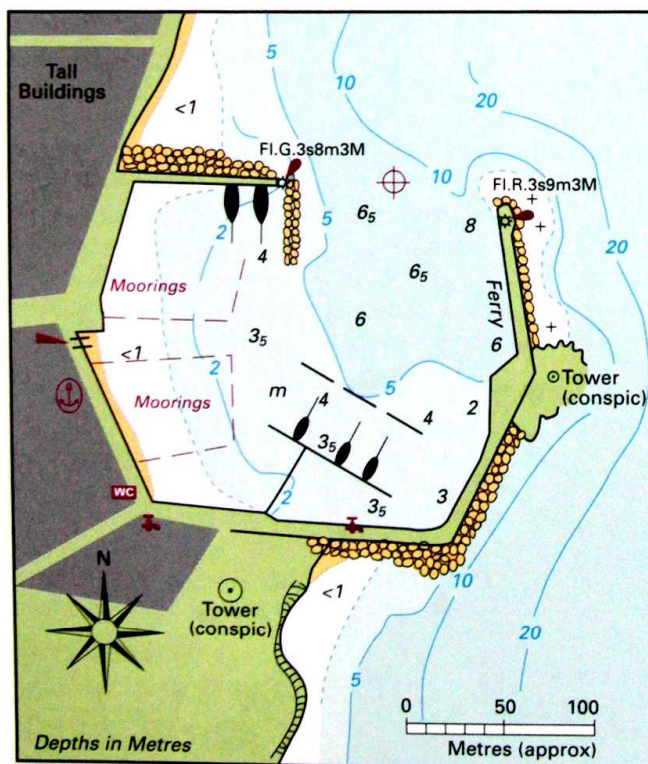 Tall
Buildings
<1
5
10
20
Fl.G.3s8m3M
Fl.R.3s9m3M
10
5
2
6₅
8
20
4
Moorings
6₅
3₅
6
Ferry
6
<1
2
5
Tower
(conspic)
Moorings
m
4
4
2
3₅
WC
2
3₅
3
10
N
Tower
(conspic)
<1
20
5
0
50
100
Depths in Metres
Metres (approx)